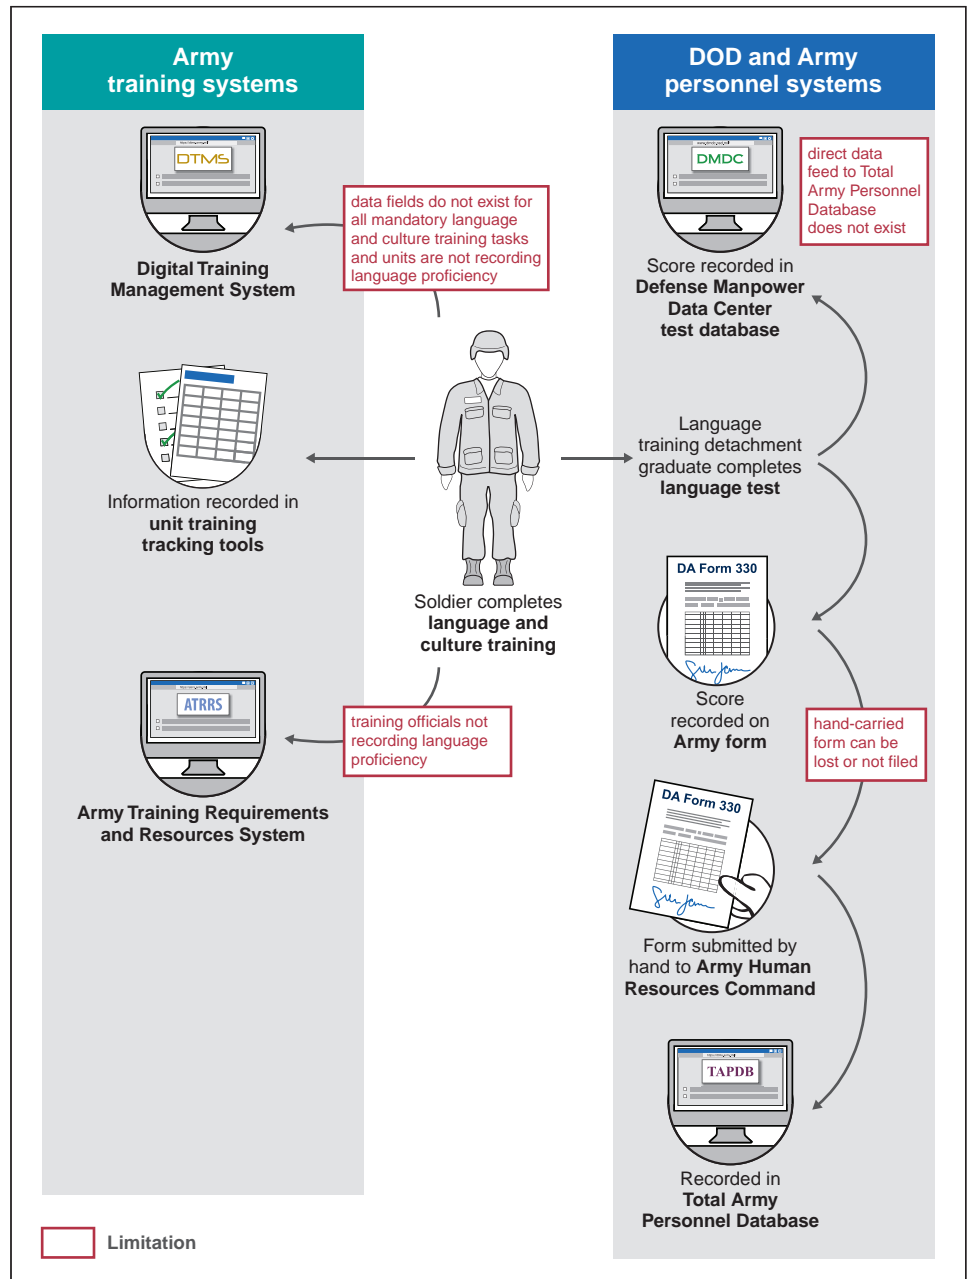 Army
training systems
DTMS
Digital Training
Management System
data fields do not exist for
all mandatory language
and culture training tasks
and units are not recording
language proficiency
Information recorded in
unit training
tracking tools
Soldier completes
language and
culture training
ATRRS
training officials not
recording language
proficiency
Army Training Requirements
and Resources System
DOD and Army
personnel systems
DMDC
direct data
feed to Total
Army Personnel
Database
does not exist
Score recorded in
Defense Manpower
Data Center
test database
Language
training detachment
graduate completes
language test
DA Form 330
Score
recorded on
Army form
hand-carried
form can be
lost or not filed
DA Form 330
Form submitted by
hand to Army Human
Resources Command
TAPDB
Recorded in
Total Army
Personnel Database
Limitation